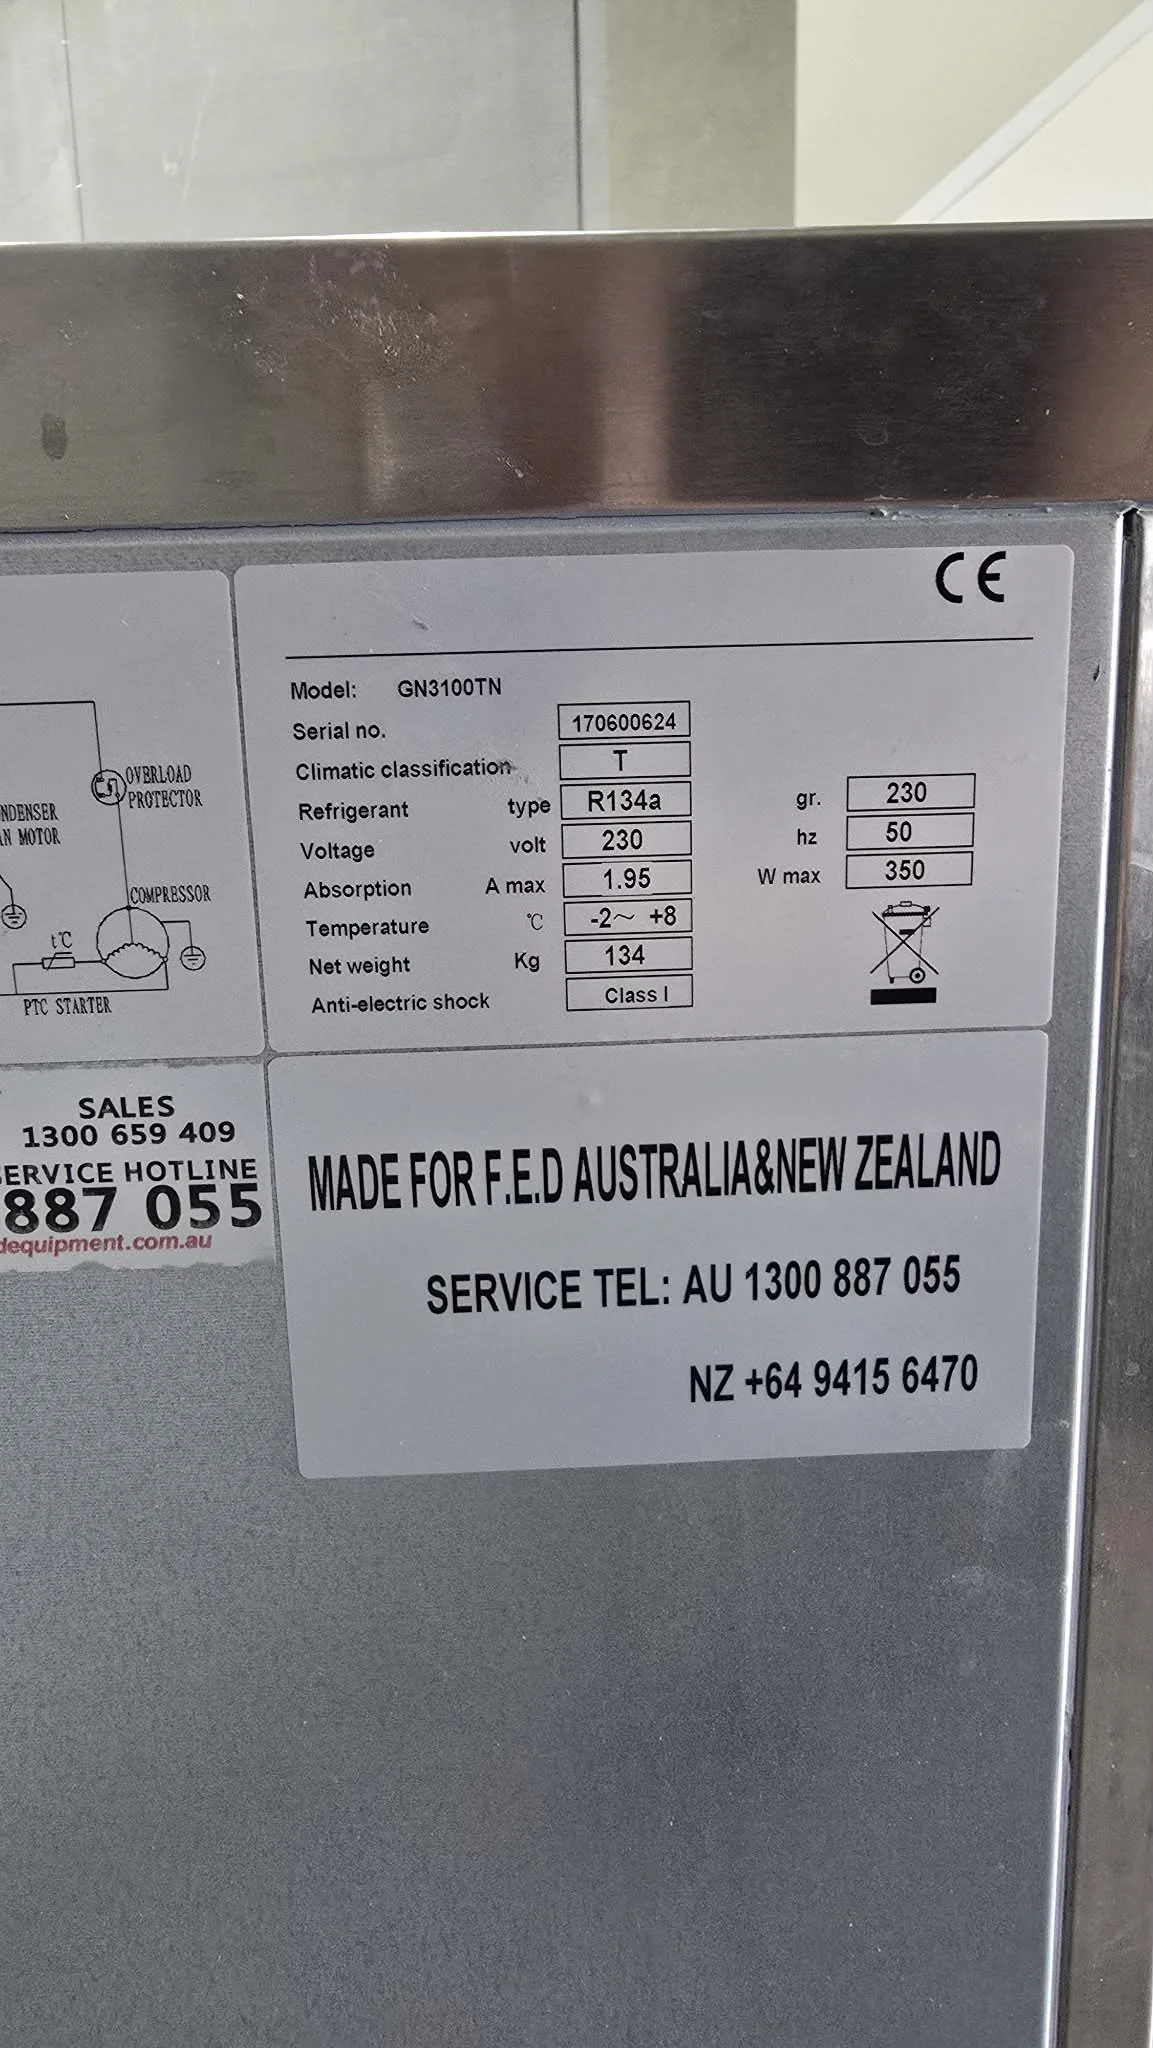 CE
Model: GN3100TN
Serial no. 170600624
Climatic classification T
Refrigerant type R134a gr. 230
Voltage volt 230 hz 50
Absorption A max 1.95 W max 350
Temperature °C -2～ +8
Net weight Kg 134
Anti-electric shock Class I
OVERLOAD
PROTECTOR
COMPRESSOR
t°C
PTC STARTER
SALES
1300 659 409
HOTLINE
887 055
MADE FOR F.E.D AUSTRALIA&NEW ZEALAND
SERVICE TEL: AU 1300 887 055
NZ +64 9415 6470